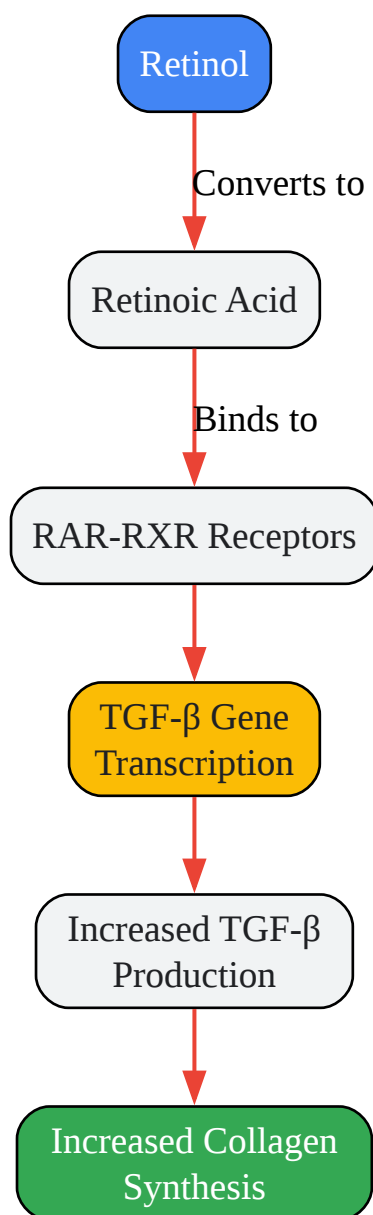 Retinol
Converts to
Retinoic Acid
Binds to
RAR-RXR Receptors
TGF-β Gene
Transcription
Increased TGF-β
Production
Increased Collagen
Synthesis